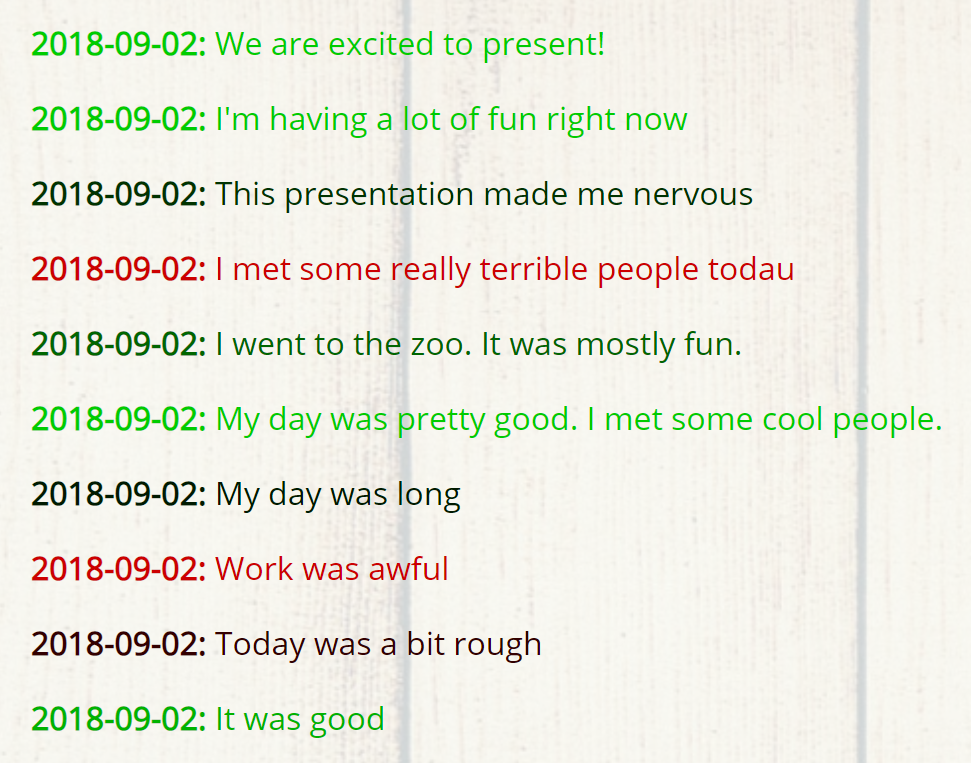 2018-09-02: We are excited to present!
2018-09-02: I'm having a lot of fun right now
2018-09-02: This presentation made me nervous
2018-09-02: I met some really terrible people todau
2018-09-02: I went to the zoo. It was mostly fun.
2018-09-02: My day was pretty good. I met some cool people.
2018-09-02: My day was long
2018-09-02: Work was awful
2018-09-02: Today was a bit rough
2018-09-02: It was good